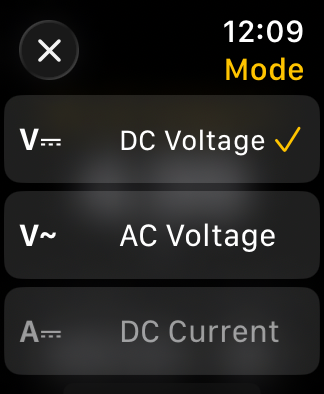 12:09
Mode
V⎓ DC Voltage ✓
V~ AC Voltage
A⎓ DC Current